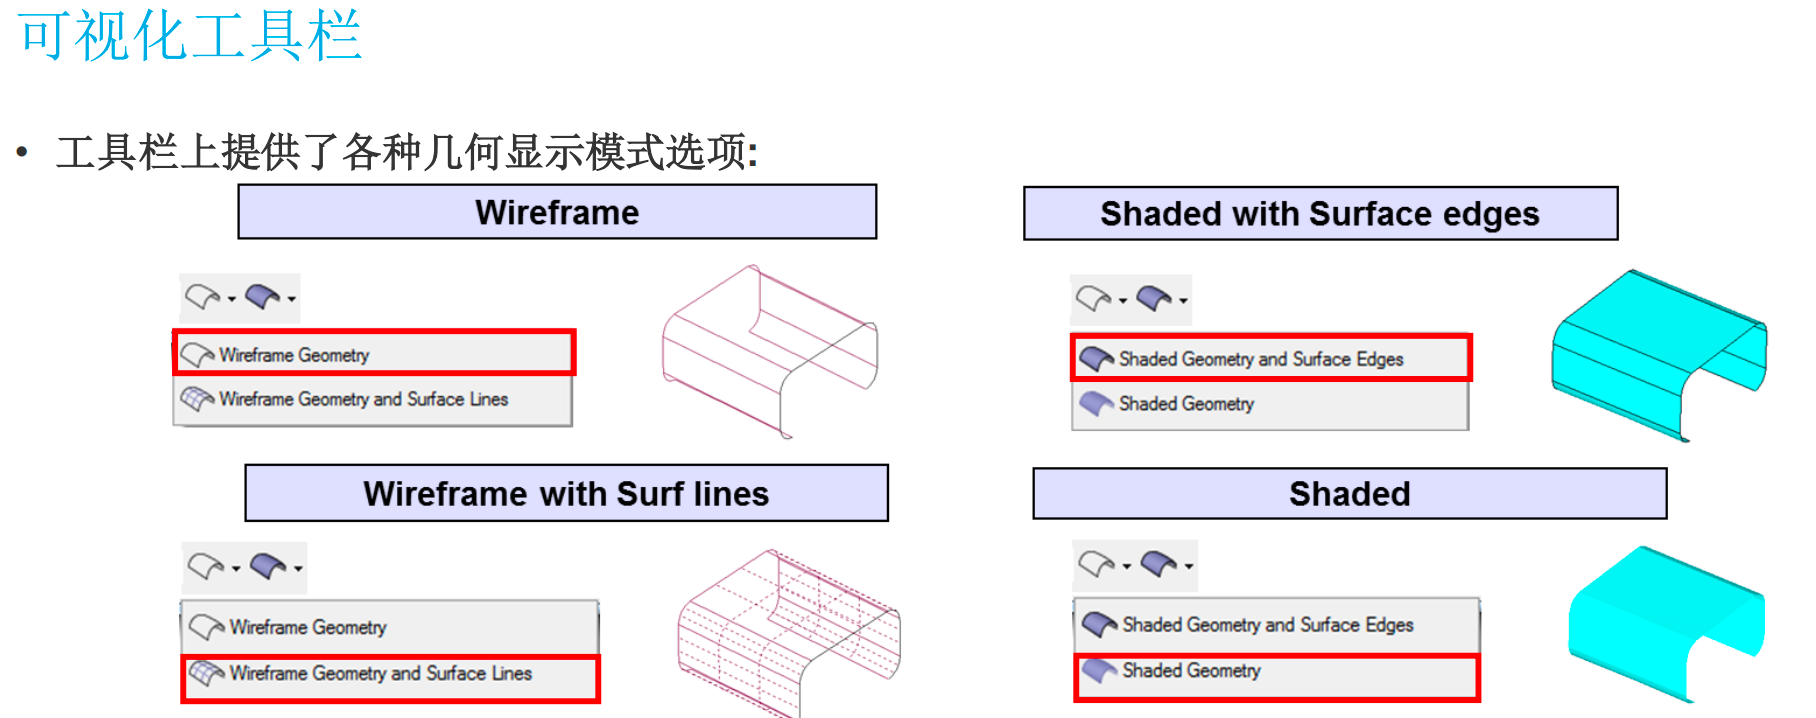 可视化工具栏
• 工具栏上提供了各种几何显示模式选项:
Wireframe
Wireframe Geometry
Wireframe Geometry and Surface Lines
Shaded with Surface edges
Shaded Geometry and Surface Edges
Shaded Geometry
Wireframe with Surf lines
Wireframe Geometry
Wireframe Geometry and Surface Lines
Shaded
Shaded Geometry and Surface Edges
Shaded Geometry